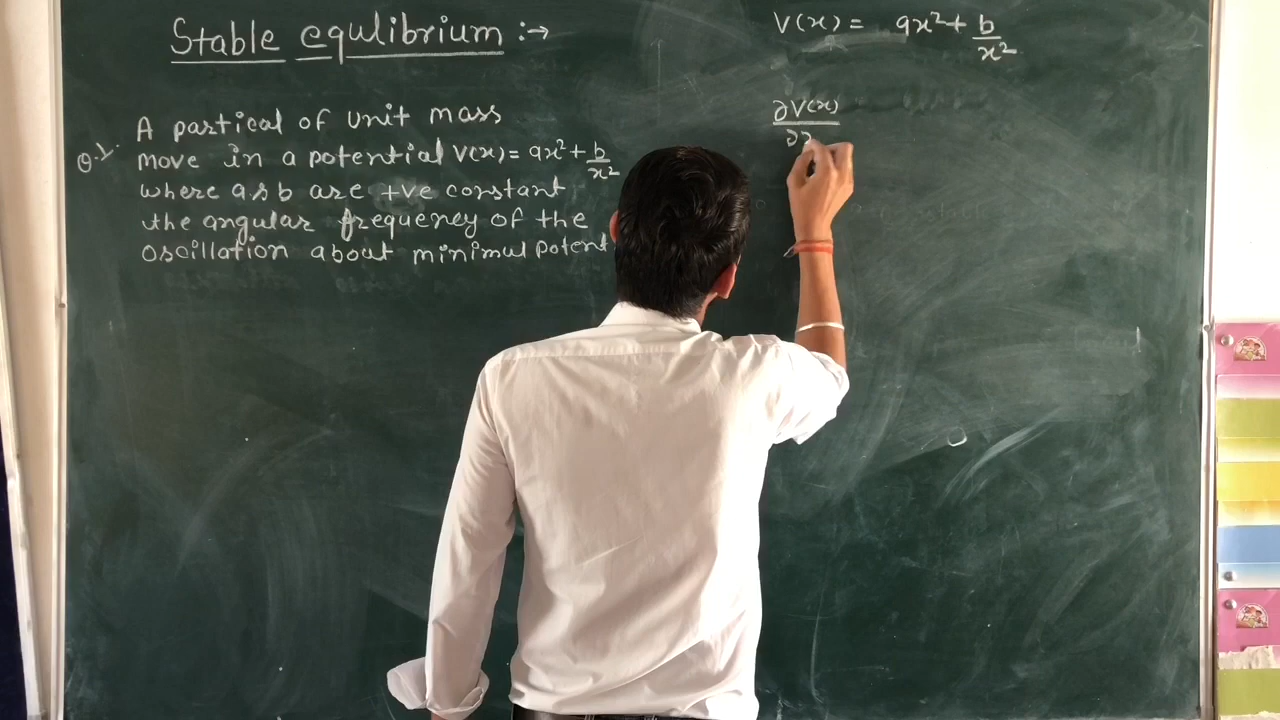 Stable equlibrium :→
V(x) = ax² + b/x²
Q.1. A partical of unit mass
move in a potential V(x) = ax² + b/x²
where a & b are +ve constant
the angular frequency of the
oscillation about minimul potent
∂V(x)